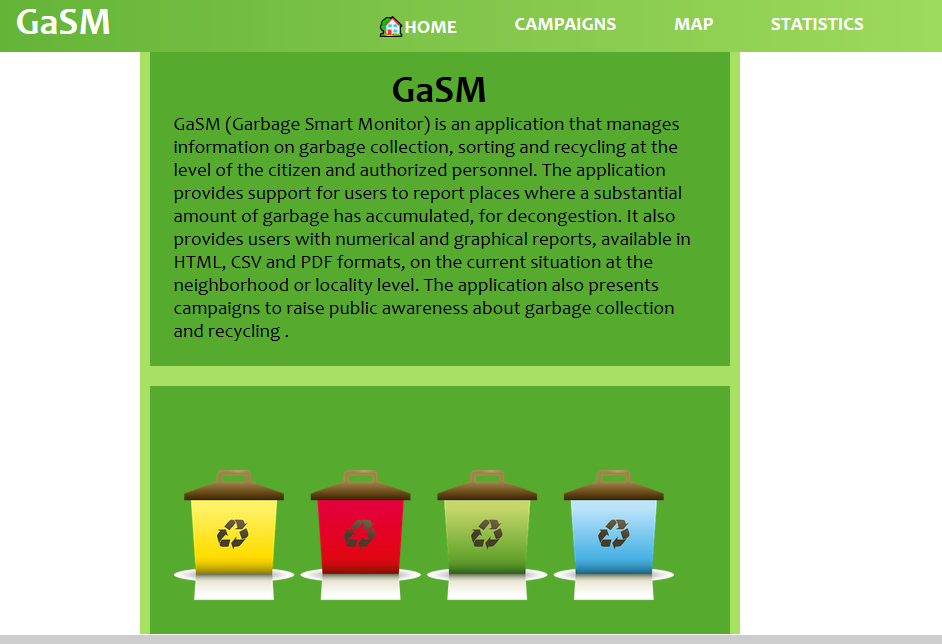 GaSM
HOME
CAMPAIGNS
MAP
STATISTICS
GaSM
GaSM (Garbage Smart Monitor) is an application that manages
information on garbage collection, sorting and recycling at the
level of the citizen and authorized personnel. The application
provides support for users to report places where a substantial
amount of garbage has accumulated, for decongestion. It also
provides users with numerical and graphical reports, available in
HTML, CSV and PDF formats, on the current situation at the
neighborhood or locality level. The application also presents
campaigns to raise public awareness about garbage collection
and recycling .